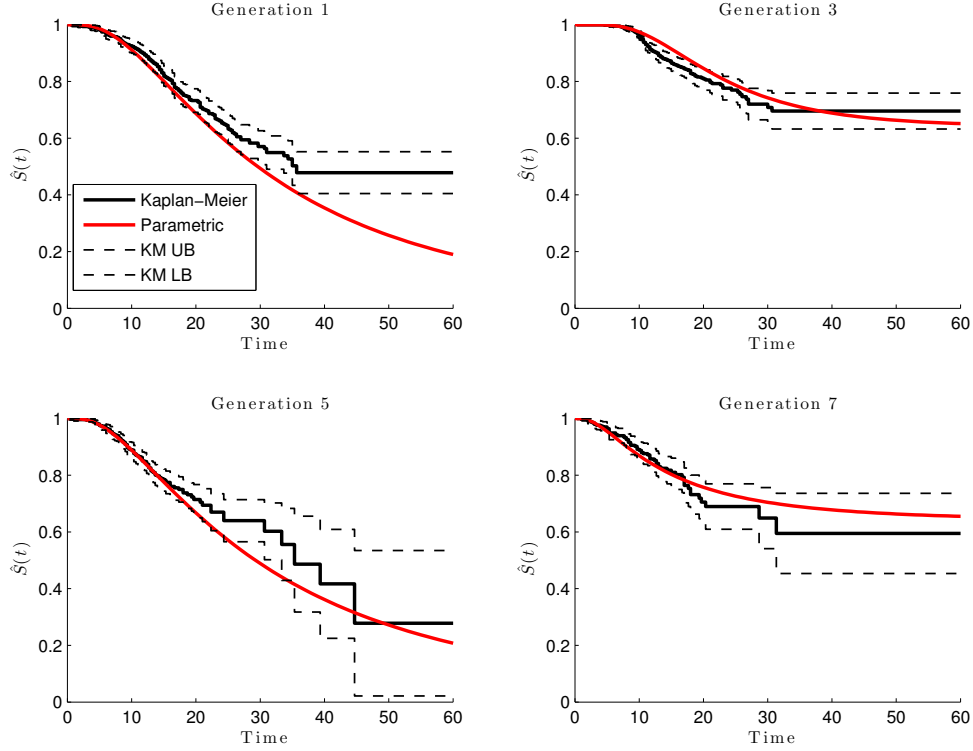 Generation 1
Generation 3
1
0.8
0.6
0.4
0.2
0
Ŝ(t)
Kaplan−Meier
Parametric
KM UB
KM LB
0 10 20 30 40 50 60
Time
1
0.8
0.6
0.4
0.2
0
Ŝ(t)
0 10 20 30 40 50 60
Time
Generation 5
Generation 7
1
0.8
0.6
0.4
0.2
0
Ŝ(t)
0 10 20 30 40 50 60
Time
1
0.8
0.6
0.4
0.2
0
Ŝ(t)
0 10 20 30 40 50 60
Time